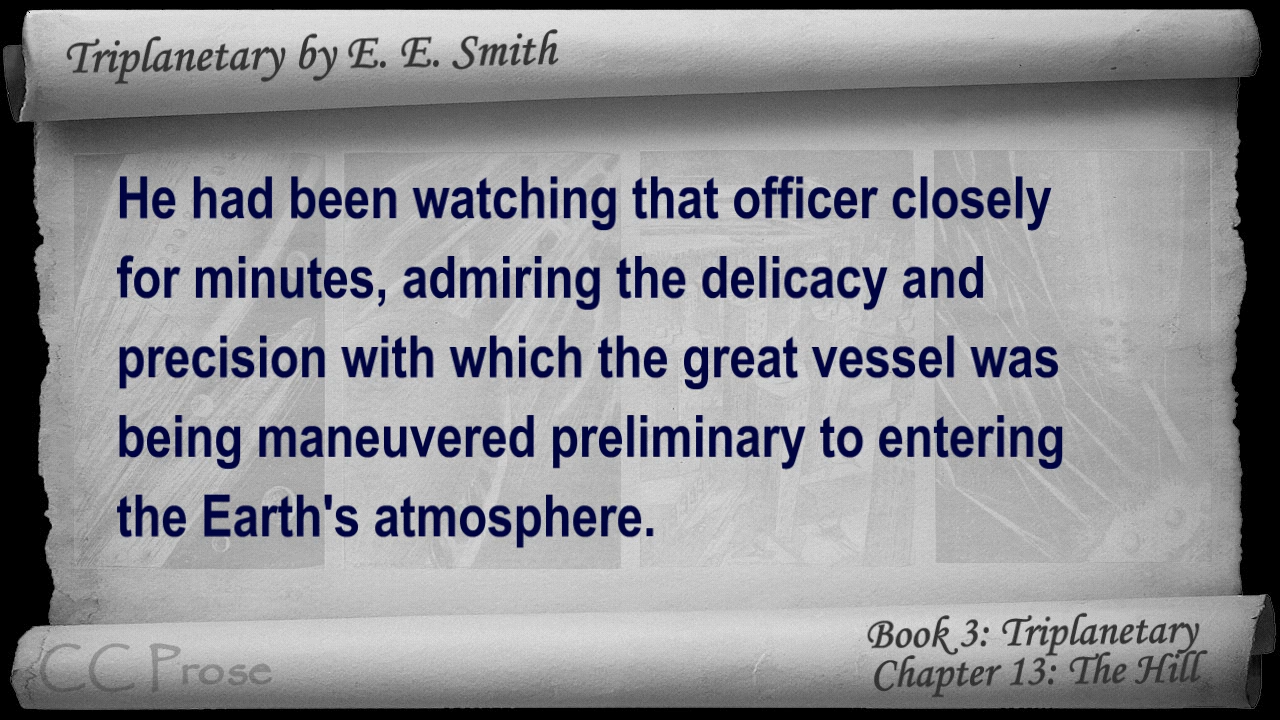 Triplanetary by E. E. Smith
He had been watching that officer closely
for minutes, admiring the delicacy and
precision with which the great vessel was
being maneuvered preliminary to entering
the Earth's atmosphere.
Book 3: Triplanetary
Chapter 13: The Hill
CC Prose